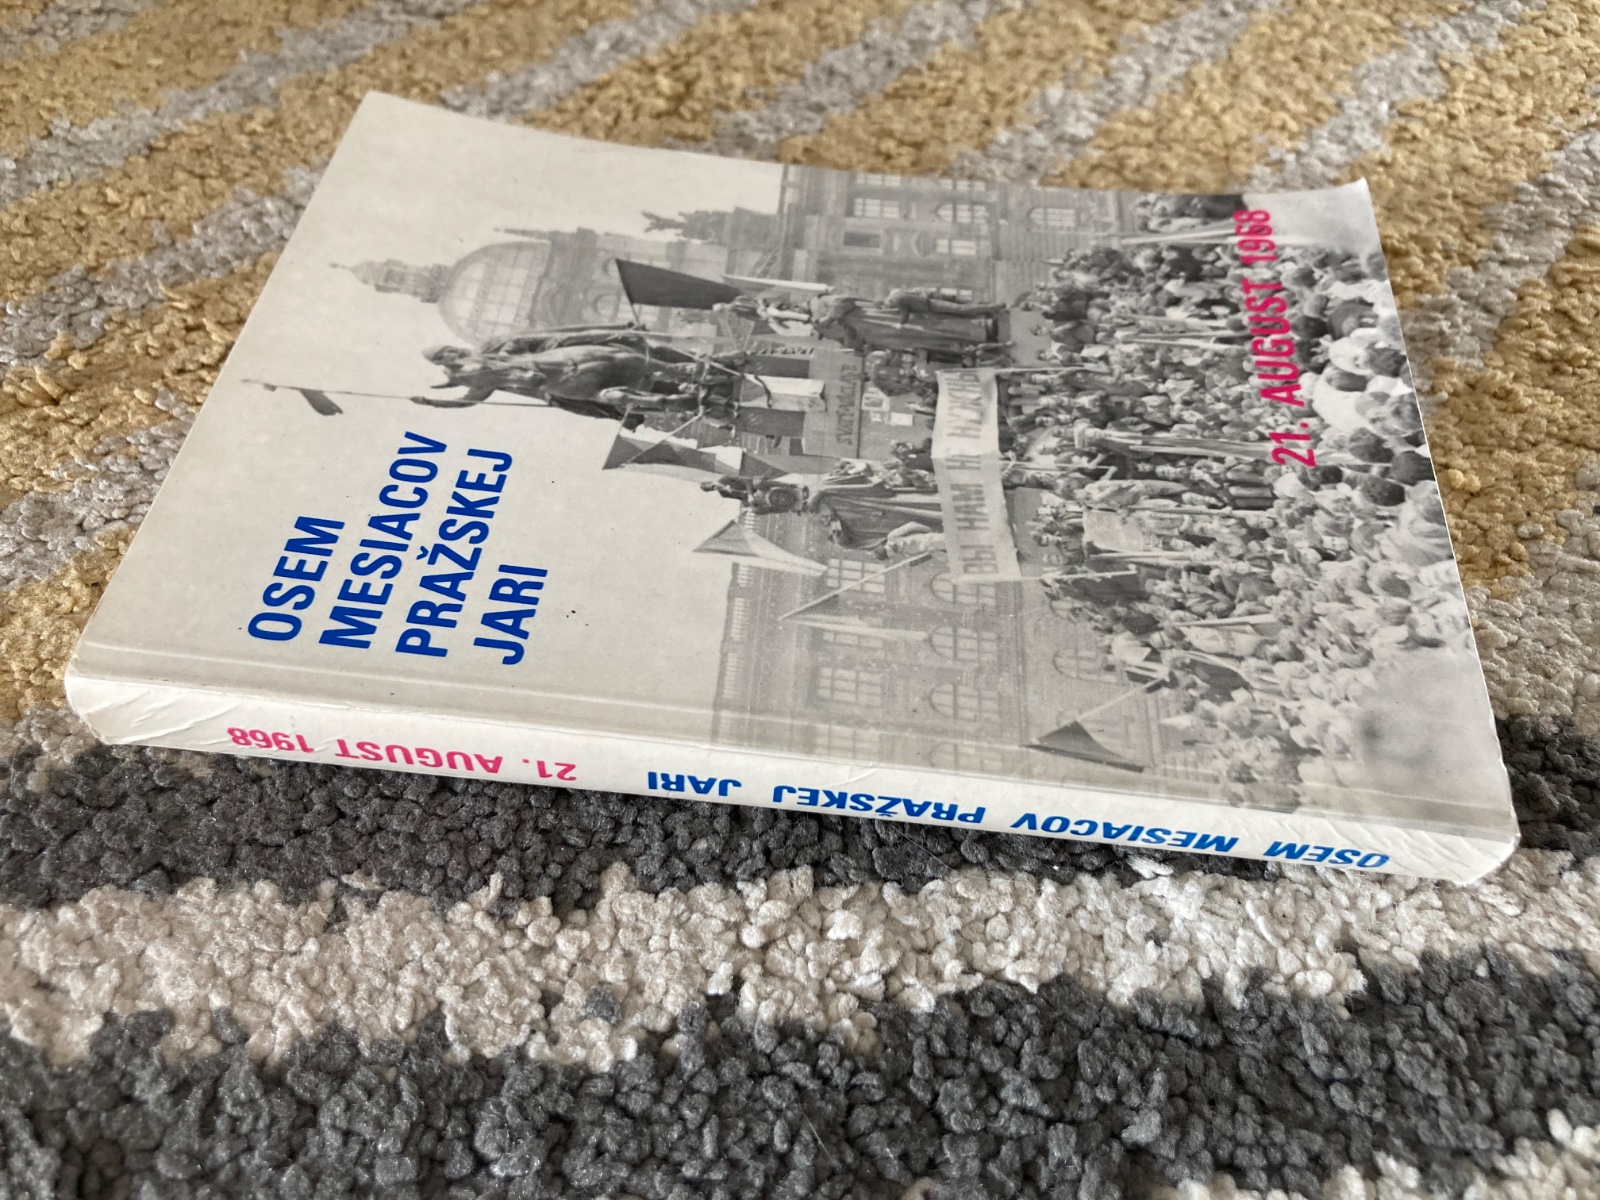 OSEM
MESIACOV
PRAŽSKEJ
JARI
21. AUGUST 1968
OSEM MESIACOV PRAŽSKEJ JARI 21. AUGUST 1968